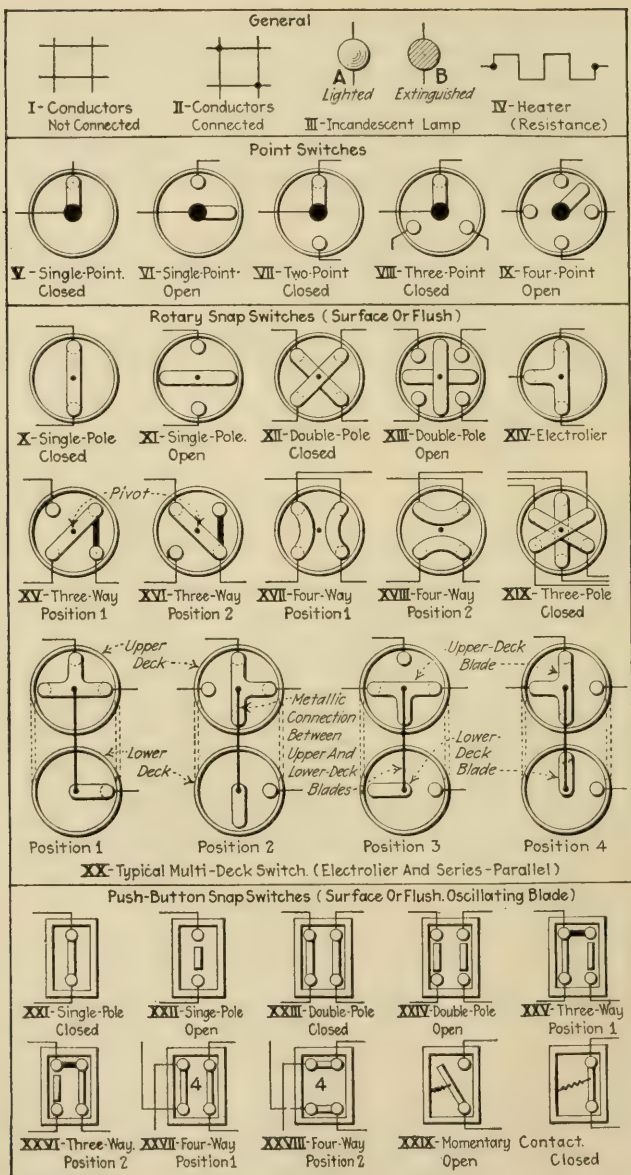 General
A
B
Lighted
Extinguished
I-Conductors
Not Connected
II-Conductors
Connected
III-Incandescent Lamp
IV-Heater
(Resistance)
Point Switches
V-Single-Point.
Closed
VI-Single-Point-
Open
VII-Two-Point
Closed
VIII-Three-Point
Closed
IX-Four-Point
Open
Rotary Snap Switches (Surface Or Flush)
X-Single-Pole
Closed
XI-Single-Pole.
Open
XII-Double-Pole
Closed
XIII-Double-Pole
Open
XIV-Electrolier
Pivot
XV-Three-Way
Position 1
XVI-Three-Way
Position 2
XVII-Four-Way
Position 1
XVIII-Four-Way
Position 2
XIX-Three-Pole
Closed
Upper
Deck
Metallic
Connection
Between
Upper And
Lower-Deck
Blades
Upper-Deck
Blade
Lower
Deck
Lower-
Deck
Blade
Position 1
Position 2
Position 3
Position 4
XX-Typical Multi-Deck Switch. (Electrolier And Series-Parallel)
Push-Button Snap Switches (Surface Or Flush. Oscillating Blade)
XXI-Single-Pole
Closed
XXII-Singe-Pole
Open
XXIII-Double-Pole
Closed
XXIV-Double-Pole
Open
XXV-Three-Way
Position 1
4
4
XXVI-Three-Way.
Position 2
XXVII-Four-Way
Position 1
XXVIII-Four-Way
Position 2
XXIX-Momentary Contact.
Open
Closed